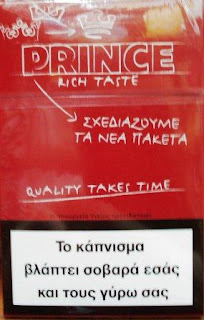 PRINCE
RICH TASTE
ΣΧΕΔΙΑΖΟΥΜΕ
ΤΑ ΝΕΑ ΠΑΚΕΤΑ
QUALITY TAKES TIME
Το κάπνισμα
βλάπτει σοβαρά εσάς
και τους γύρω σας